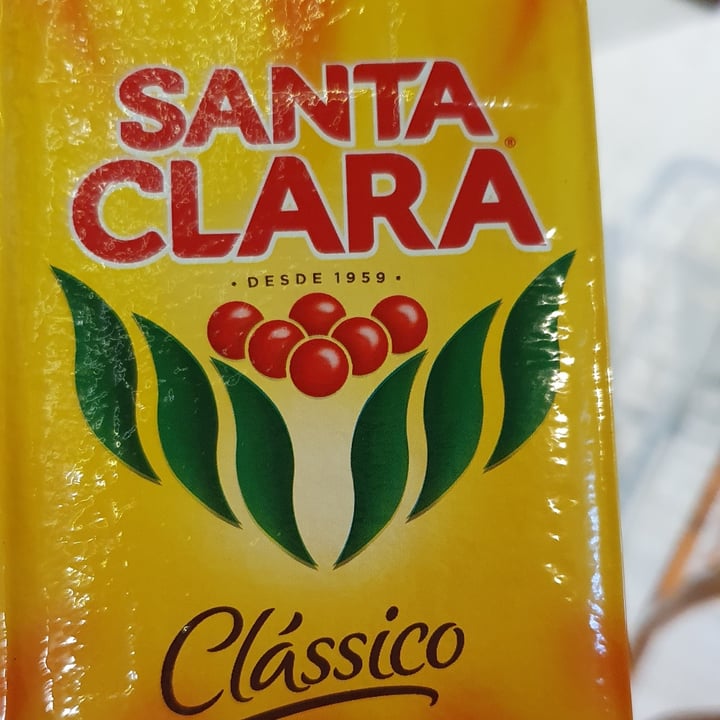 SANTA
CLARA®
• DESDE 1959 •
Clássico